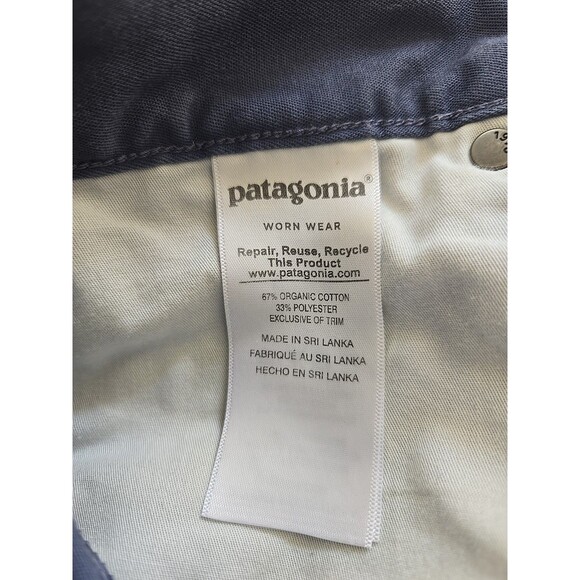 patagonia®
WORN WEAR
Repair, Reuse, Recycle
This Product
www.patagonia.com
67% ORGANIC COTTON
33% POLYESTER
EXCLUSIVE OF TRIM
MADE IN SRI LANKA
FABRIQUÉ AU SRI LANKA
HECHO EN SRI LANKA